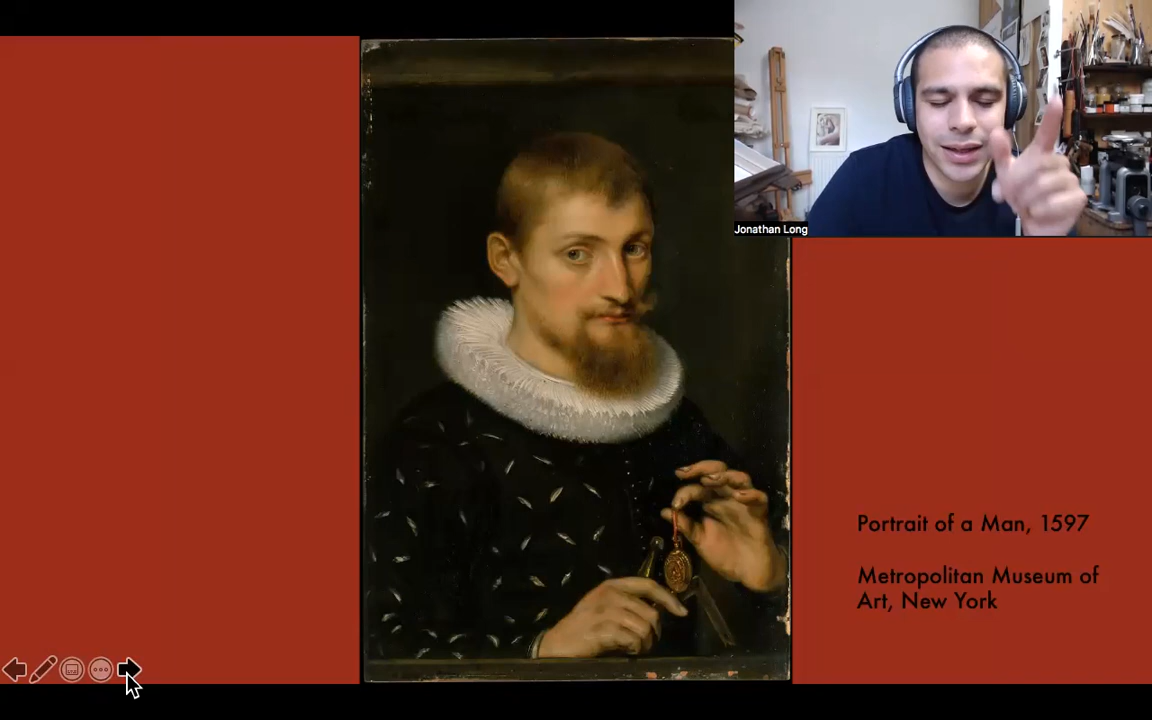 Jonathan Long
Portrait of a Man, 1597
Metropolitan Museum of
Art, New York